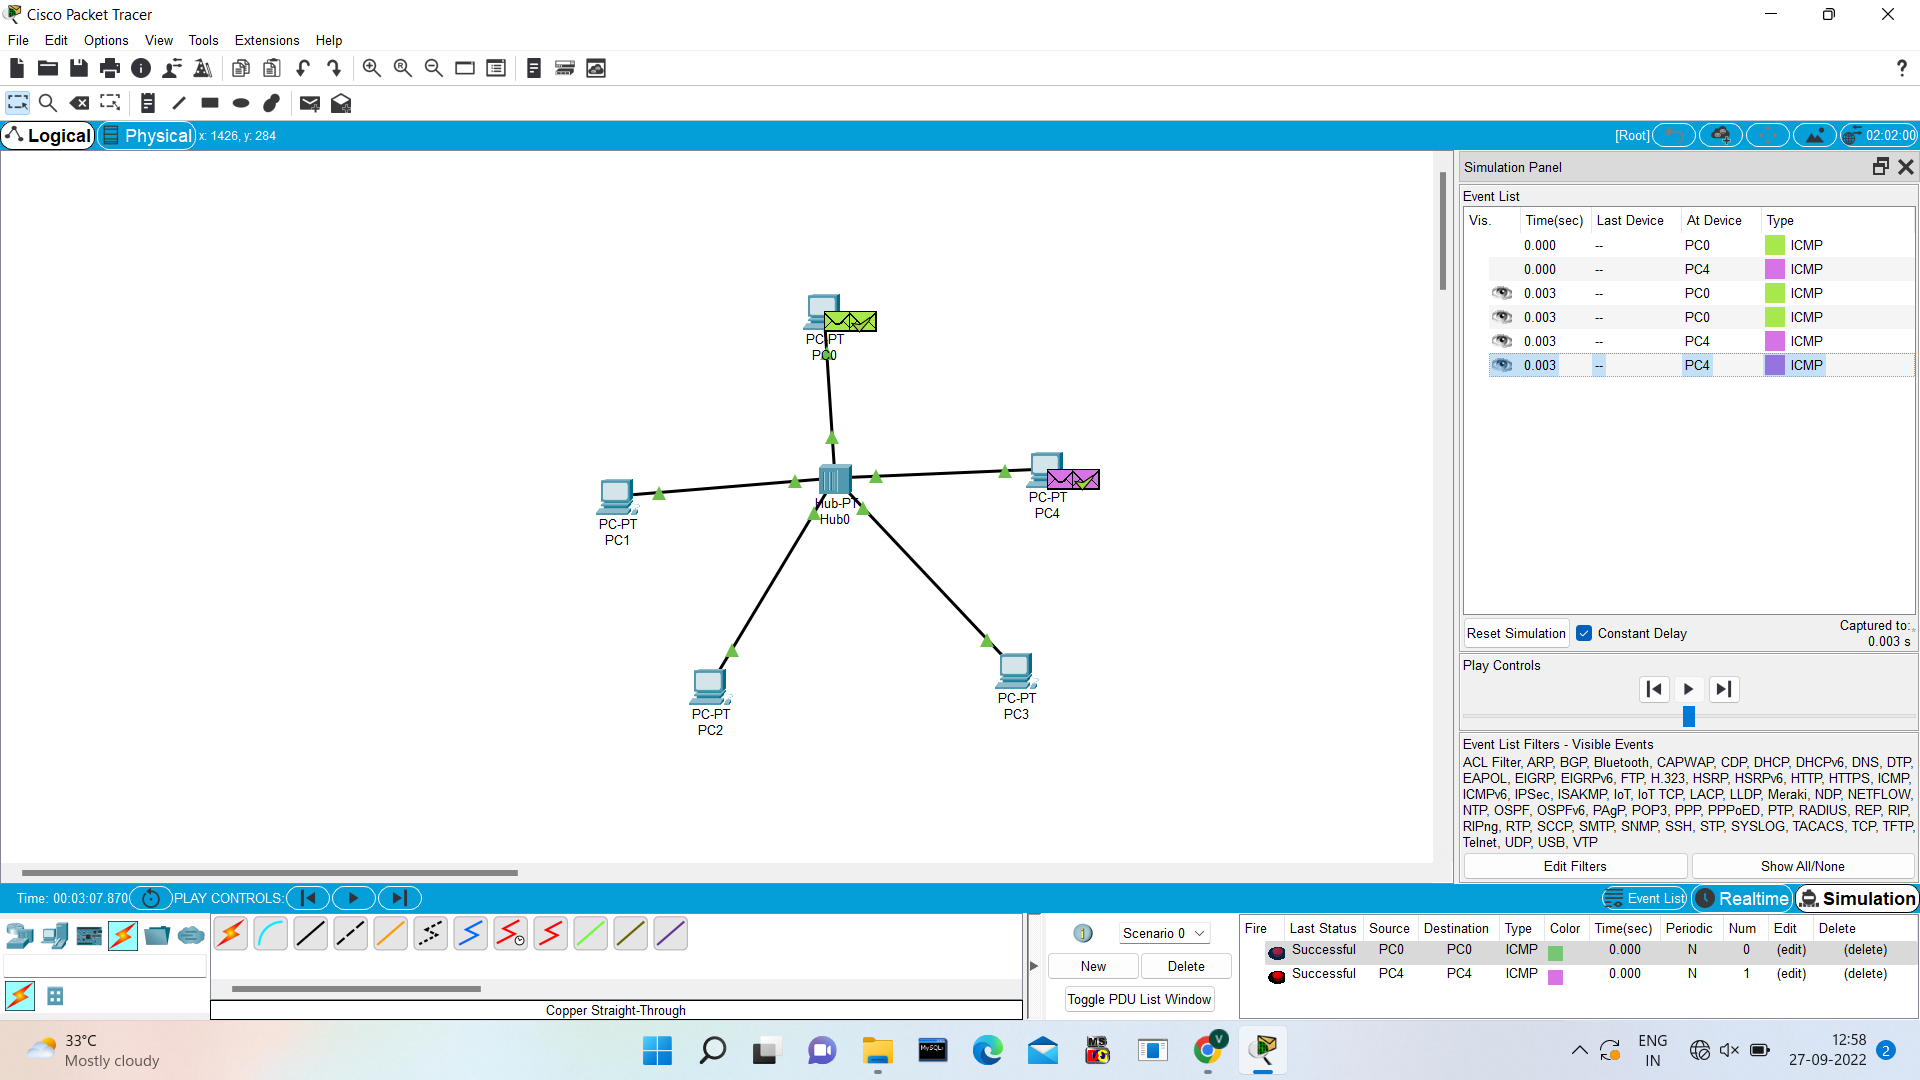 Cisco Packet Tracer
File Edit Options View Tools Extensions Help
?
Logical Physical x: 1426, y: 284 [Root] 02:02:00
Simulation Panel
Event List
Vis. Time(sec) Last Device At Device Type
0.000 -- PC0 ICMP
0.000 -- PC4 ICMP
0.003 -- PC0 ICMP
0.003 -- PC0 ICMP
0.003 -- PC4 ICMP
0.003 -- PC4 ICMP
PC-PT
PC0
PC-PT
PC4
Hub-PT
Hub0
PC-PT
PC1
PC-PT
PC3
PC-PT
PC2
Reset Simulation Constant Delay Captured to:
0.003 s
Play Controls
Event List Filters - Visible Events
ACL Filter, ARP, BGP, Bluetooth, CAPWAP, CDP, DHCP, DHCPv6, DNS, DTP,
EAPOL, EIGRP, EIGRPv6, FTP, H.323, HSRP, HSRPv6, HTTP, HTTPS, ICMP,
ICMPv6, IPSec, ISAKMP, IoT, IoT TCP, LACP, LLDP, Meraki, NDP, NETFLOW,
NTP, OSPF, OSPFv6, PAgP, POP3, PPP, PPPoED, PTP, RADIUS, REP, RIP,
RIPng, RTP, SCCP, SMTP, SNMP, SSH, STP, SYSLOG, TACACS, TCP, TFTP,
Telnet, UDP, USB, VTP
Edit Filters Show All/None
Time: 00:03:07.870 PLAY CONTROLS: Event List Realtime Simulation
Scenario 0
New Delete
Toggle PDU List Window
Fire Last Status Source Destination Type Color Time(sec) Periodic Num Edit Delete
Successful PC0 PC0 ICMP 0.000 N 0 (edit) (delete)
Successful PC4 PC4 ICMP 0.000 N 1 (edit) (delete)
Copper Straight-Through
33°C
Mostly cloudy
ENG
IN
12:58
27-09-2022
2